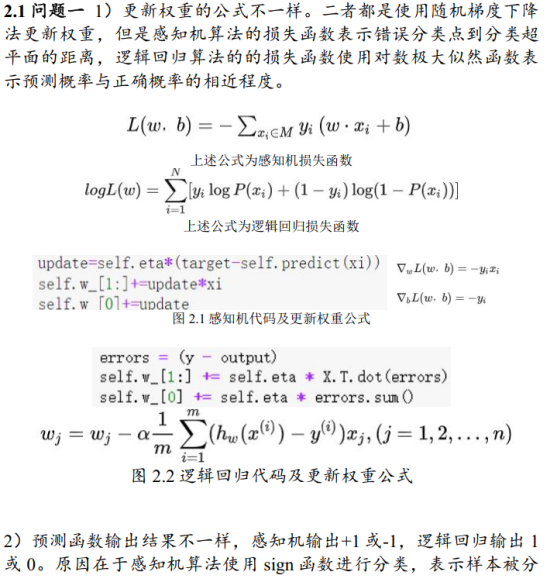 2.1 问题一 1）更新权重的公式不一样。二者都是使用随机梯度下降
法更新权重，但是感知机算法的损失函数表示错误分类点到分类超
平面的距离，逻辑回归算法的的损失函数使用对数极大似然函数表
示预测概率与正确概率的相近程度。
L(w, b) = −∑_{x_i∈M} y_i (w · x_i + b)
上述公式为感知机损失函数
logL(w) = ∑_{i=1}^{N}[y_i log P(x_i) + (1 − y_i) log(1 − P(x_i))]
上述公式为逻辑回归损失函数
update=self.eta*(target-self.predict(xi))
self.w_[1:]+=update*xi
self.w_[0]+=update
∇_w L(w, b) = −y_i x_i
∇_b L(w, b) = −y_i
图 2.1 感知机代码及更新权重公式
errors = (y - output)
self.w_[1:] += self.eta * X.T.dot(errors)
self.w_[0] += self.eta * errors.sum()
w_j = w_j − α \frac{1}{m} ∑_{i=1}^{m} (h_w(x^{(i)}) − y^{(i)})x_j, (j = 1, 2, . . . , n)
图 2.2 逻辑回归代码及更新权重公式
2）预测函数输出结果不一样，感知机输出+1 或-1，逻辑回归输出 1
或 0。原因在于感知机算法使用 sign 函数进行分类，表示样本被分